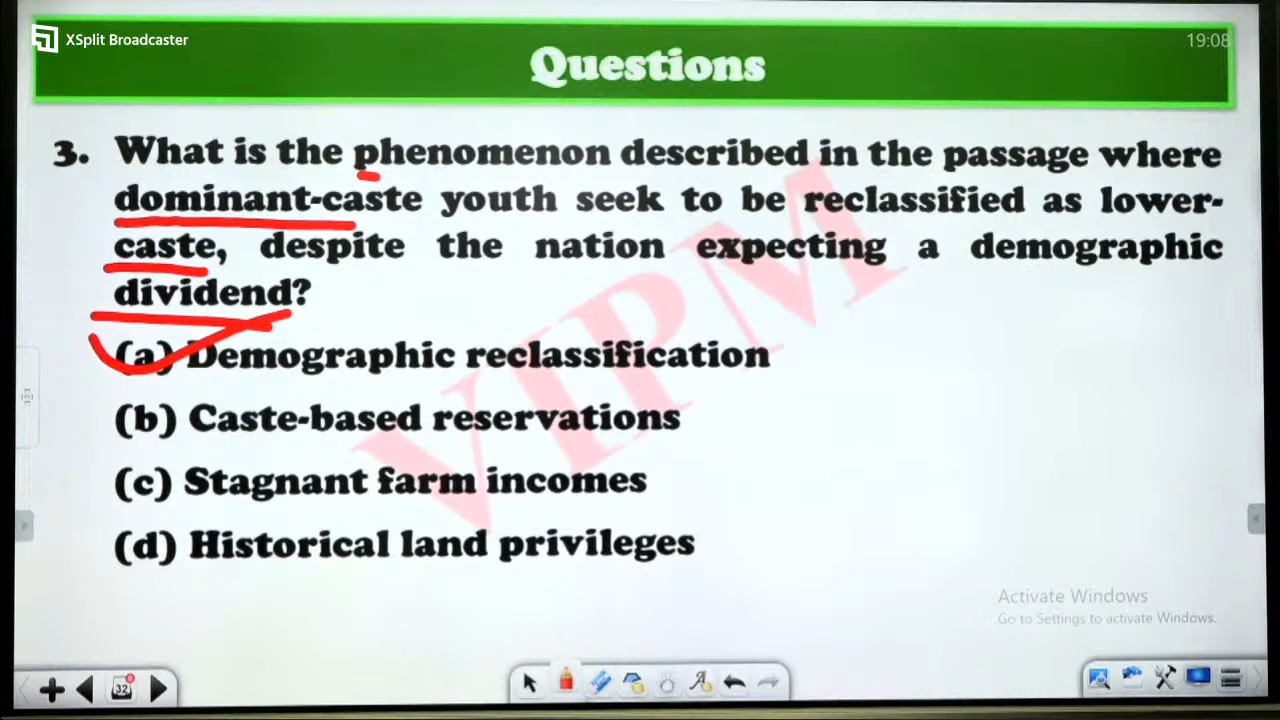 XSplit Broadcaster
19:08
Questions
3. What is the phenomenon described in the passage where
dominant-caste youth seek to be reclassified as lower-
caste, despite the nation expecting a demographic
dividend?
(a) Demographic reclassification
(b) Caste-based reservations
(c) Stagnant farm incomes
(d) Historical land privileges
VIPM
Activate Windows
Go to Settings to activate Windows.
32